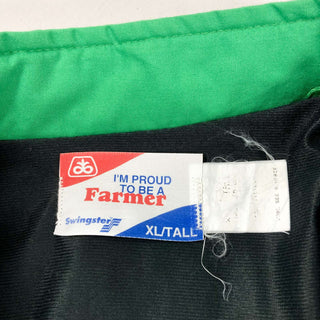 I'M PROUD
TO BE A
Farmer
Swingster
XL/TALL